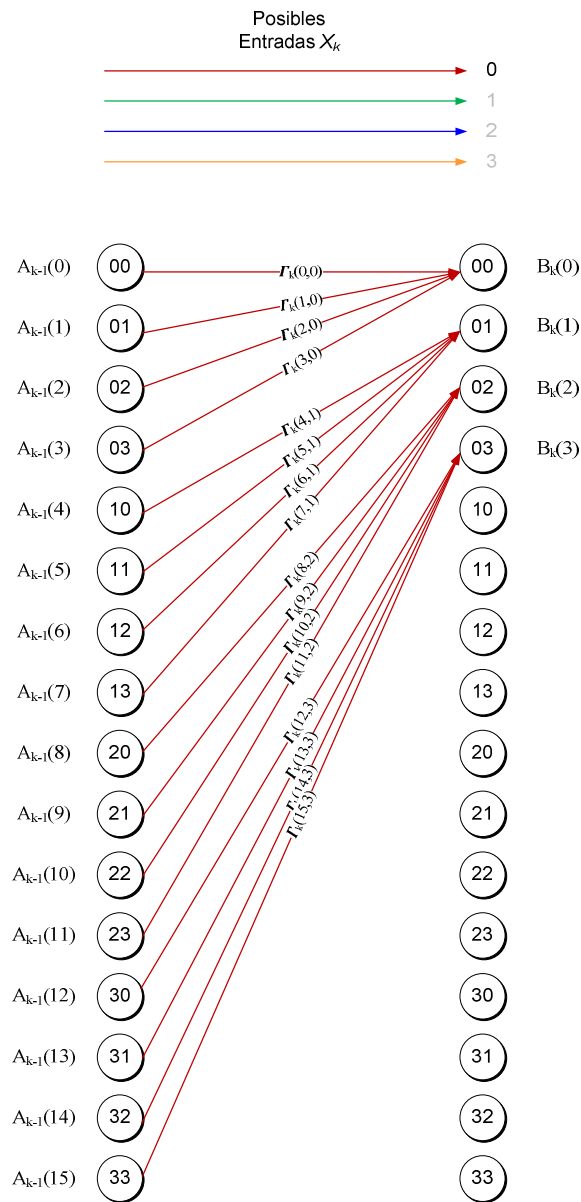 Posibles
Entradas Xk
0
1
2
3
Ak-1(0) 00 Γk(0,0) 00 Bk(0)
Ak-1(1) 01 Γk(1,0) 01 Bk(1)
Ak-1(2) 02 Γk(2,0) 02 Bk(2)
Ak-1(3) 03 Γk(3,0) 03 Bk(3)
Ak-1(4) 10 Γk(4,1) 10
Ak-1(5) 11 Γk(5,1) 11
Ak-1(6) 12 Γk(6,1) 12
Ak-1(7) 13 Γk(7,1) 13
Ak-1(8) 20 Γk(8,2) 20
Ak-1(9) 21 Γk(9,2) 21
Ak-1(10) 22 Γk(10,2) 22
Ak-1(11) 23 Γk(11,2) 23
Ak-1(12) 30 Γk(12,3) 30
Ak-1(13) 31 Γk(13,3) 31
Ak-1(14) 32 Γk(14,3) 32
Ak-1(15) 33 Γk(15,3) 33